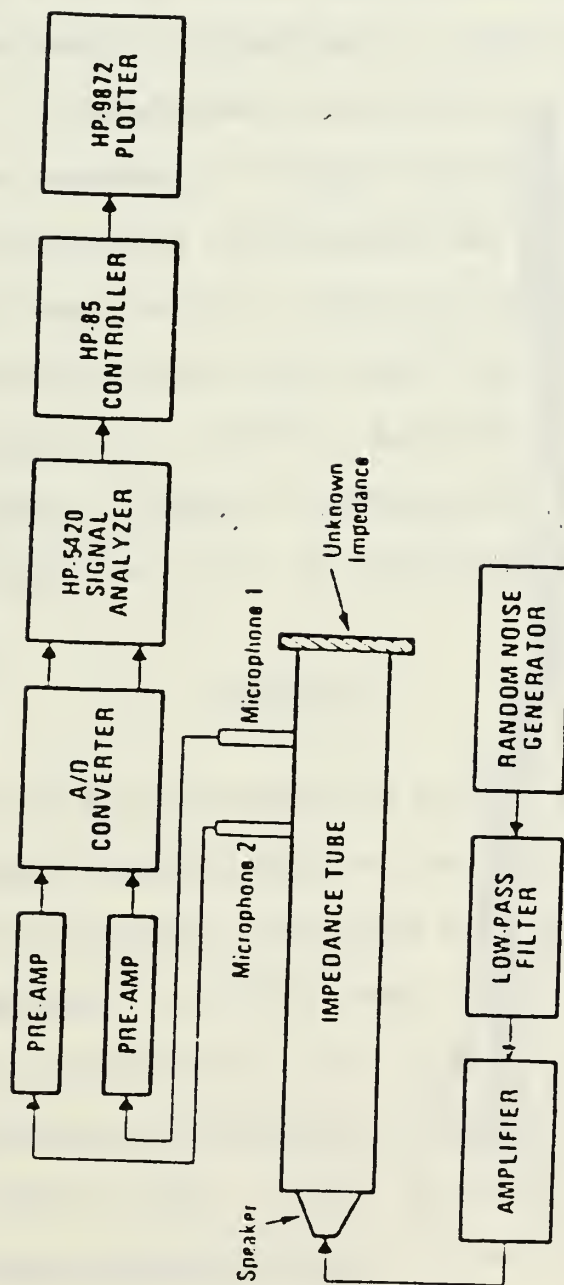 PRE-AMP
PRE-AMP
A/D
CONVERTER
HP-5420
SIGNAL
ANALYZER
HP-85
CONTROLLER
HP-9872
PLOTTER
Microphone 2
Microphone 1
Unknown
Impedance
Speaker
IMPEDANCE TUBE
AMPLIFIER
LOW-PASS
FILTER
RANDOM NOISE
GENERATOR